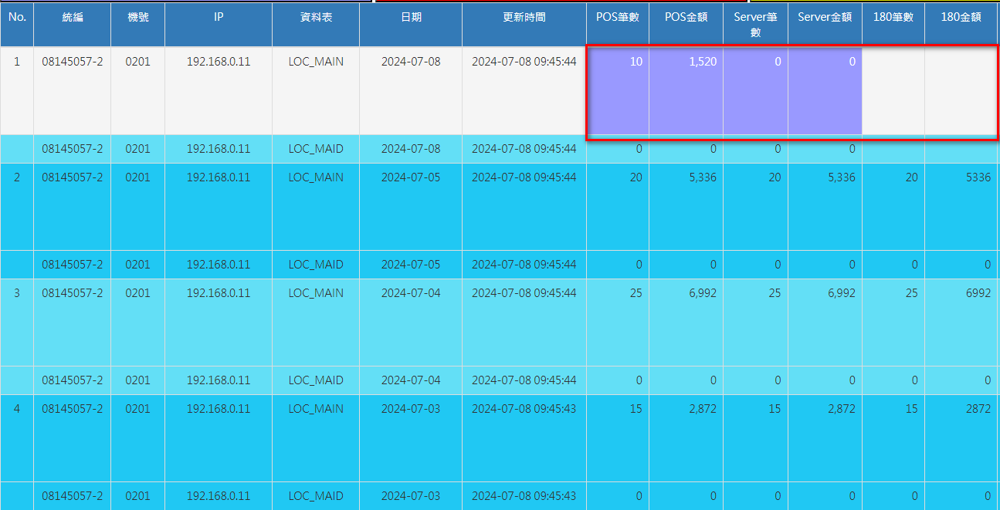 No. 統編 機號 IP 資料表 日期 更新時間 POS筆數 POS金額 Server筆數 Server金額 180筆數 180金額
1 08145057-2 0201 192.168.0.11 LOC_MAIN 2024-07-08 2024-07-08 09:45:44 10 1,520 0 0
08145057-2 0201 192.168.0.11 LOC_MAID 2024-07-08 2024-07-08 09:45:44 0 0 0 0
2 08145057-2 0201 192.168.0.11 LOC_MAIN 2024-07-05 2024-07-08 09:45:44 20 5,336 20 5,336 20 5336
08145057-2 0201 192.168.0.11 LOC_MAID 2024-07-05 2024-07-08 09:45:44 0 0 0 0 0 0
3 08145057-2 0201 192.168.0.11 LOC_MAIN 2024-07-04 2024-07-08 09:45:44 25 6,992 25 6,992 25 6992
08145057-2 0201 192.168.0.11 LOC_MAID 2024-07-04 2024-07-08 09:45:44 0 0 0 0 0 0
4 08145057-2 0201 192.168.0.11 LOC_MAIN 2024-07-03 2024-07-08 09:45:43 15 2,872 15 2,872 15 2872
08145057-2 0201 192.168.0.11 LOC_MAID 2024-07-03 2024-07-08 09:45:43 0 0 0 0 0 0